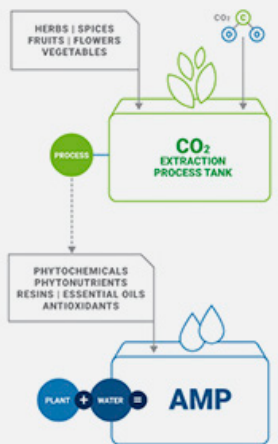 HERBS | SPICES
FRUITS | FLOWERS
VEGETABLES
CO₂
C
O
O
PROCESS
CO₂
EXTRACTION
PROCESS TANK
PHYTOCHEMICALS
PHYTONUTRIENTS
RESINS | ESSENTIAL OILS
ANTIOXIDANTS
PLANT + WATER =
AMP